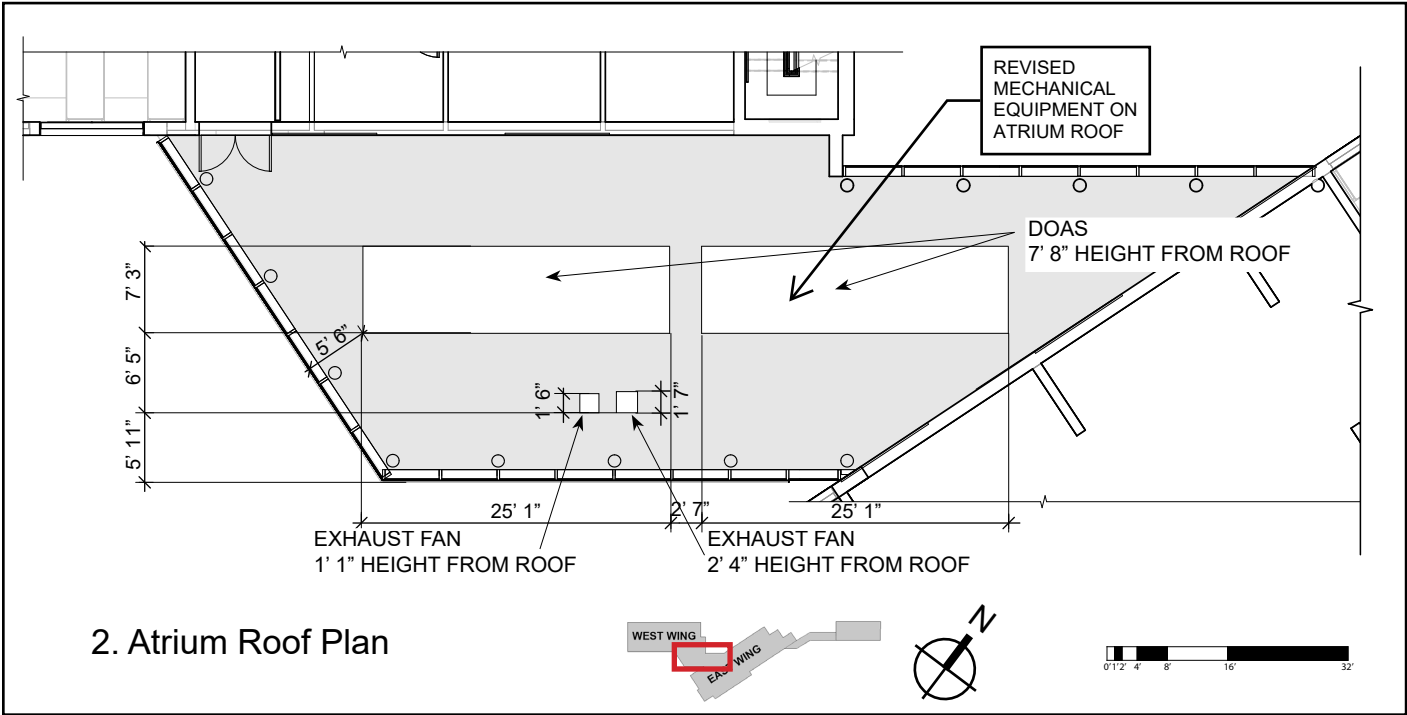 REVISED
MECHANICAL
EQUIPMENT ON
ATRIUM ROOF
DOAS
7’ 8” HEIGHT FROM ROOF
7’ 3”
6’ 5”
5’ 11”
5’ 6”
1’ 6”
1’ 7”
25’ 1”
2’ 7”
25’ 1”
EXHAUST FAN
1’ 1” HEIGHT FROM ROOF
EXHAUST FAN
2’ 4” HEIGHT FROM ROOF
2. Atrium Roof Plan
WEST WING
EAST WING
N
0' 1' 2' 4' 8' 16' 32'